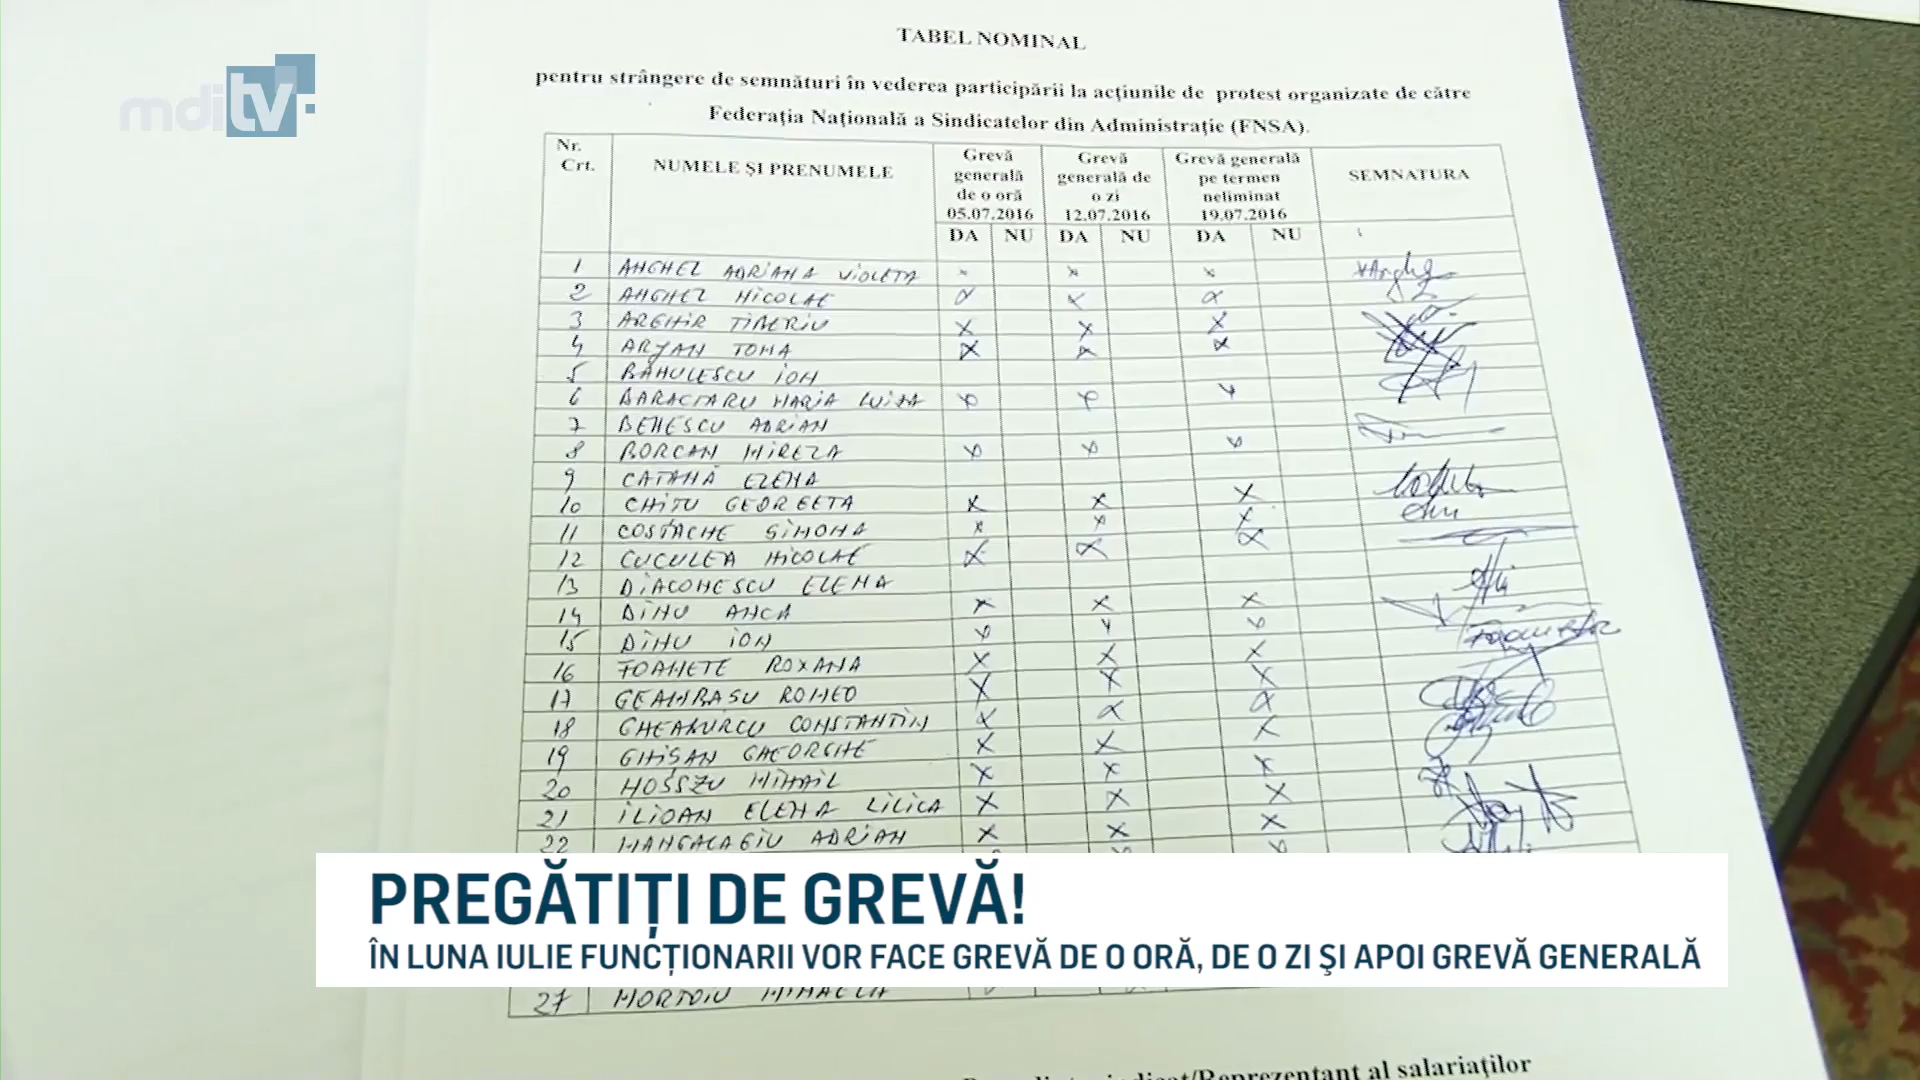 mditv
TABEL NOMINAL
pentru strângere de semnături în vederea participării la acțiunile de protest organizate de către
Federația Națională a Sindicatelor din Administrație (FNSA).
Nr. Crt.
NUMELE ȘI PRENUMELE
Grevă generală de o oră 05.07.2016
Grevă generală de o zi 12.07.2016
Grevă generală pe termen neliminat 19.07.2016
SEMNATURA
DA NU DA NU DA NU
1 ANGHEL ADRIANA VIOLETA x x x
2 ANGHEL NICOLAE x x x
3 ARGHIR TIBERIU x x x
4 ARJAN TOMA x x x
5 BĂNULESCU ION
6 BARACTARU MARIA LUIZA x x x
7 BENESCU ADRIAN
8 BORCAN MIRELA x x x
9 CATANĂ ELENA
10 CHIȚU GEORGETA x x x
11 COSTACHE SIMONA x x x
12 CUCULEA NICOLAE x x x
13 DIACONESCU ELENA
14 DINU ANCA x x x
15 DINU ION x x x
16 FOAMETE ROXANA x x x
17 GEAMBASU ROMEO x x x
18 CONSTANTIN x x x
19 GHIȘAN GHEORGHE x x x
20 HOSSZU MIHAIL x x x
21 ILIOAN ELENA LILICA x x x
22 MANGALAGIU ADRIAN x x x
PREGĂTIȚI DE GREVĂ!
ÎN LUNA IULIE FUNCȚIONARII VOR FACE GREVĂ DE O ORĂ, DE O ZI ŞI APOI GREVĂ GENERALĂ
27 MORTOIU MIHAELA
sindicat/Reprezentant al salariaților